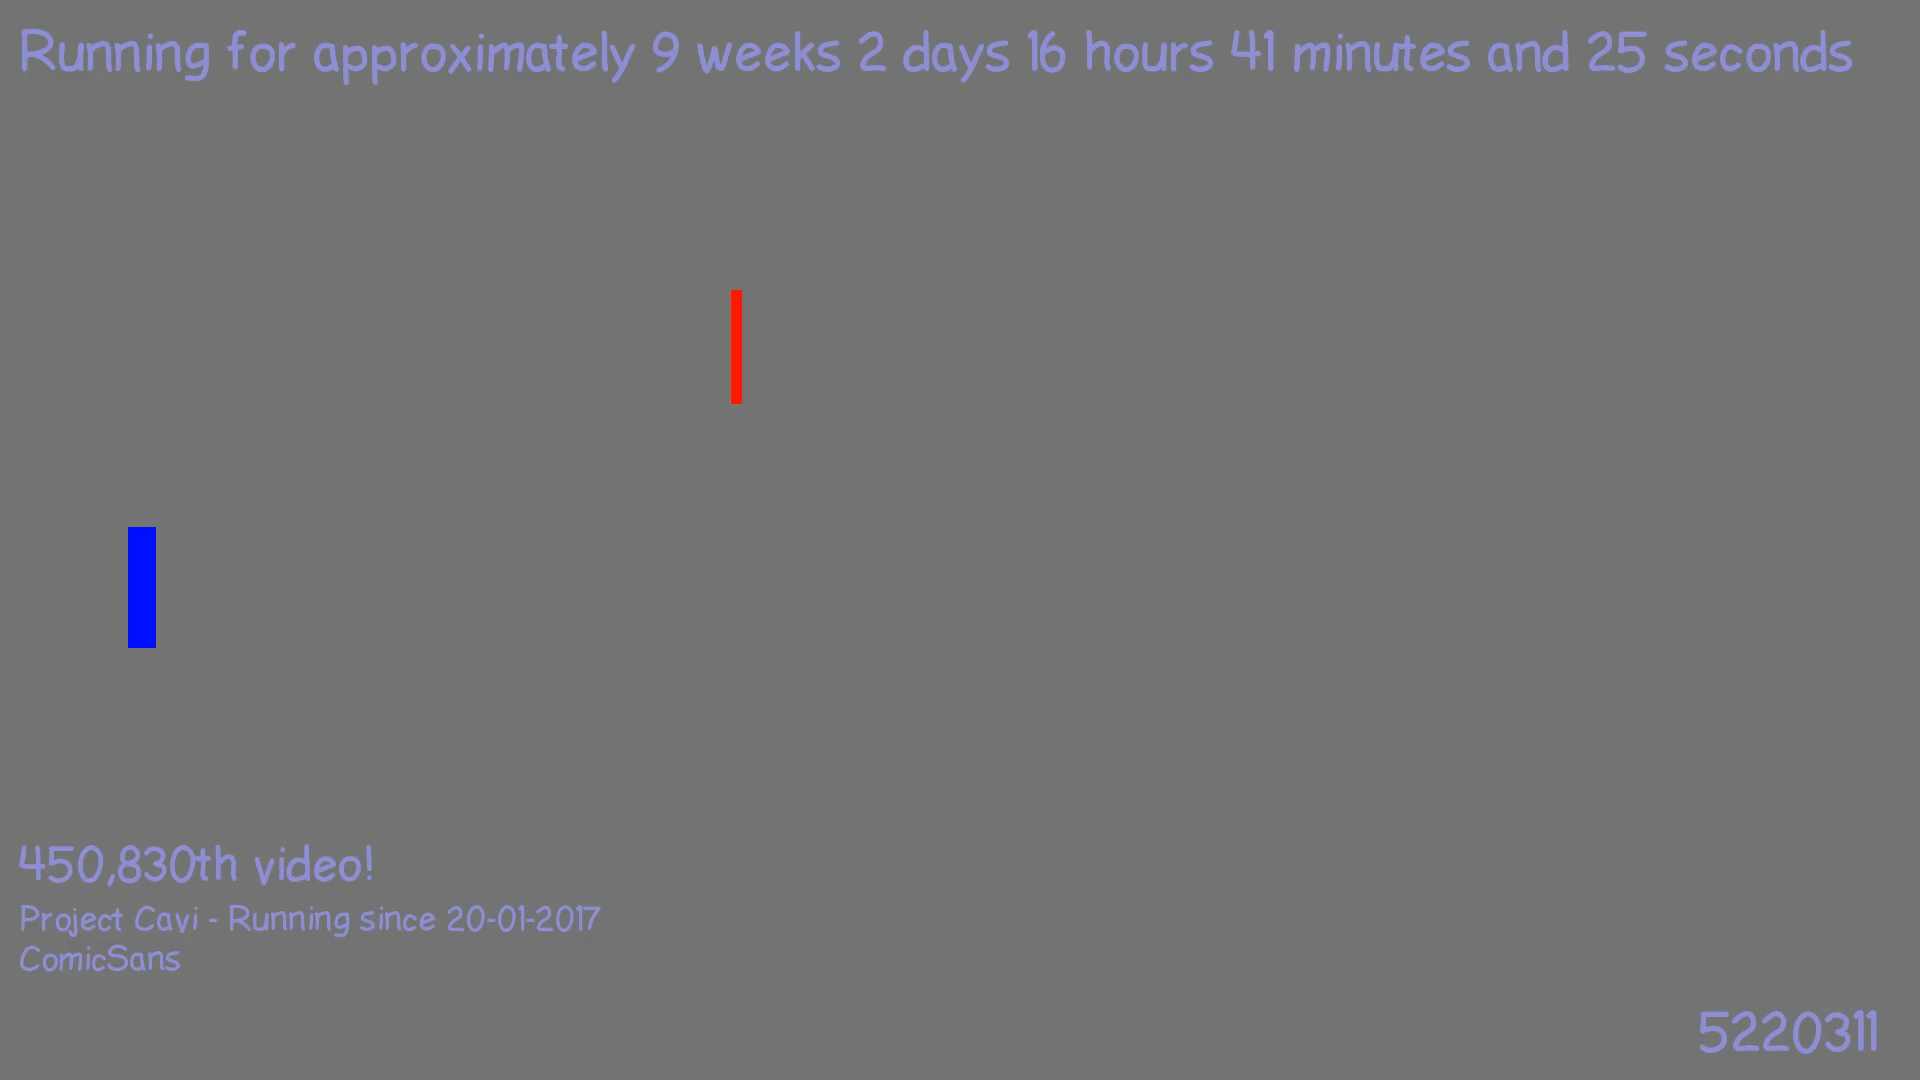 Running for approximately 9 weeks 2 days 16 hours 41 minutes and 25 seconds
450,830th video!
Project Cavi - Running since 20-01-2017
ComicSans
5220311